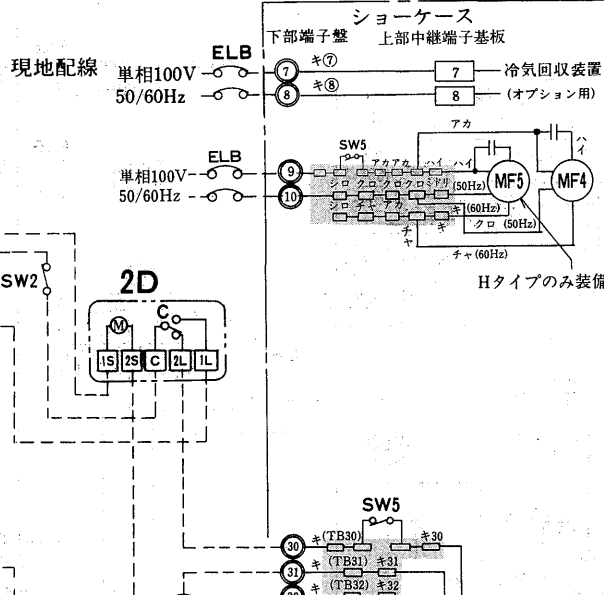 ショーケース
下部端子盤 上部中継端子基板
現地配線 単相100V ELB 7 キ⑦ 7 冷気回収装置
50/60Hz 8 キ⑧ 8 (オプション用)
アカ
ハイ
ELB SW5
単相100V 9 アカ アカ ハイ ハイ
シロ クロ クロ クロ ミドリ (50Hz) MF5 MF4
50/60Hz 10
シロ チャ アカ キ キ (60Hz)
クロ (50Hz)
チャ チャ(60Hz)
Hタイプのみ装備
SW2
2D
M C
1S 2S C 2L 1L
SW5
30 キ(TB30) キ30
31 キ(TB31) キ31
キ(TB32) キ32